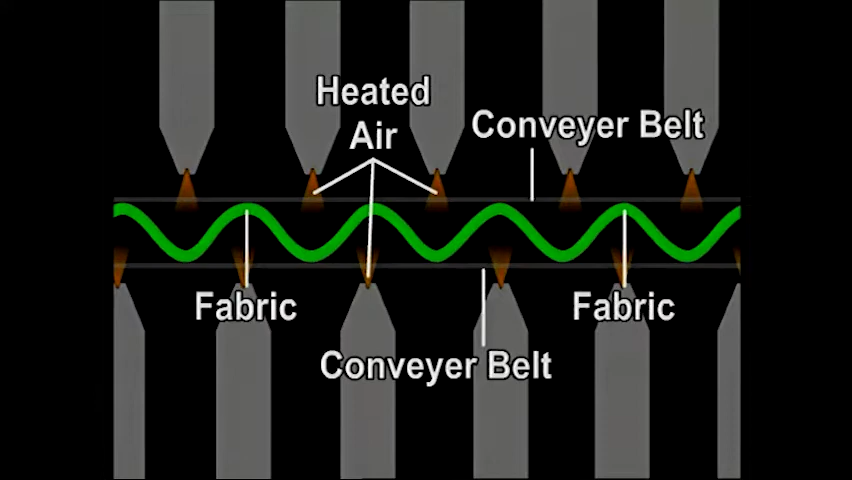 Heated
Air
Conveyer Belt
Fabric
Fabric
Conveyer Belt